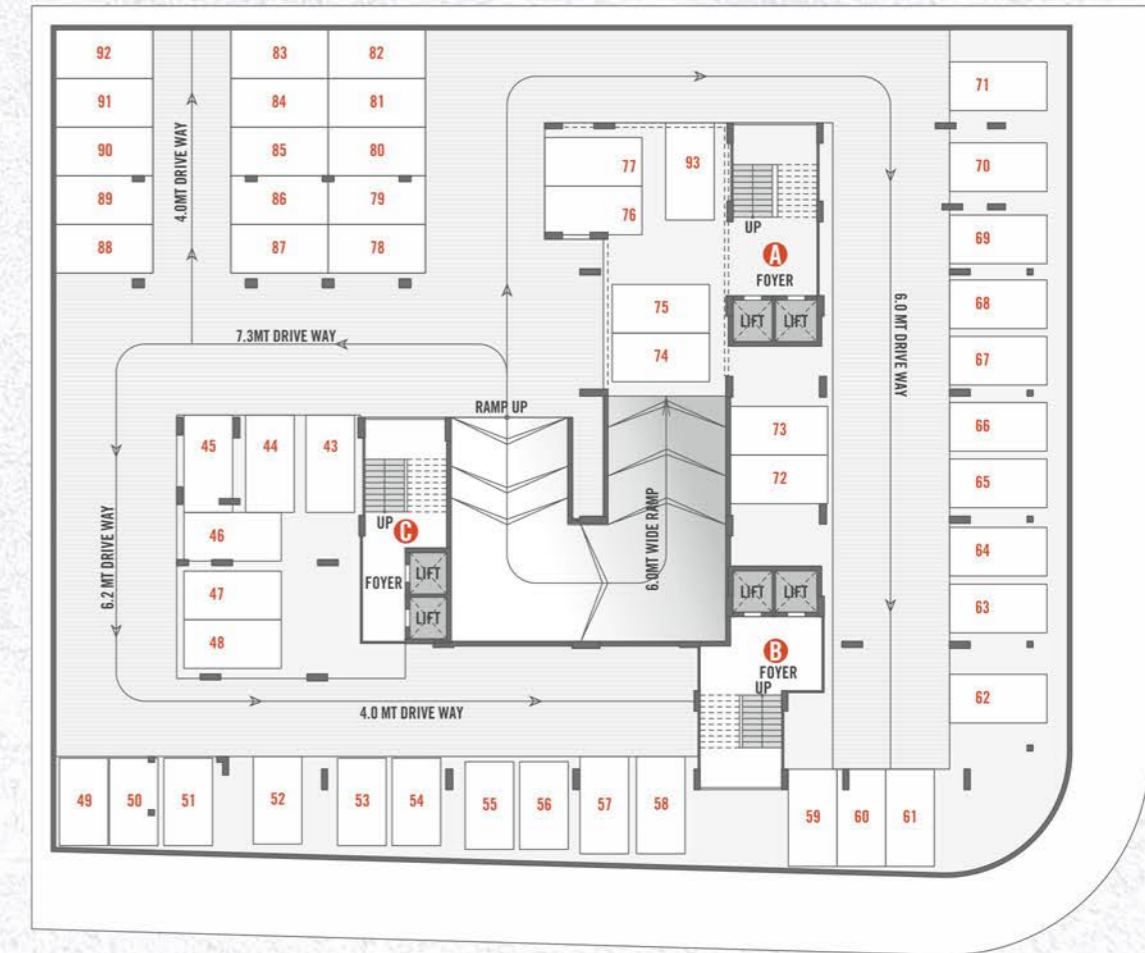 92
83
82
91
84
81
90
85
80
89
86
79
88
87
78
4.0MT DRIVE WAY
71
70
69
68
67
66
65
64
63
62
77
76
93
UP
A
FOYER
LIFT
LIFT
75
74
6.0 MT DRIVE WAY
7.3MT DRIVE WAY
RAMP UP
73
72
45
44
43
46
47
48
UP
C
FOYER
LIFT
LIFT
6.2 MT DRIVE WAY
6.0MT WIDE RAMP
LIFT
LIFT
B
FOYER
UP
4.0 MT DRIVE WAY
49
50
51
52
53
54
55
56
57
58
59
60
61